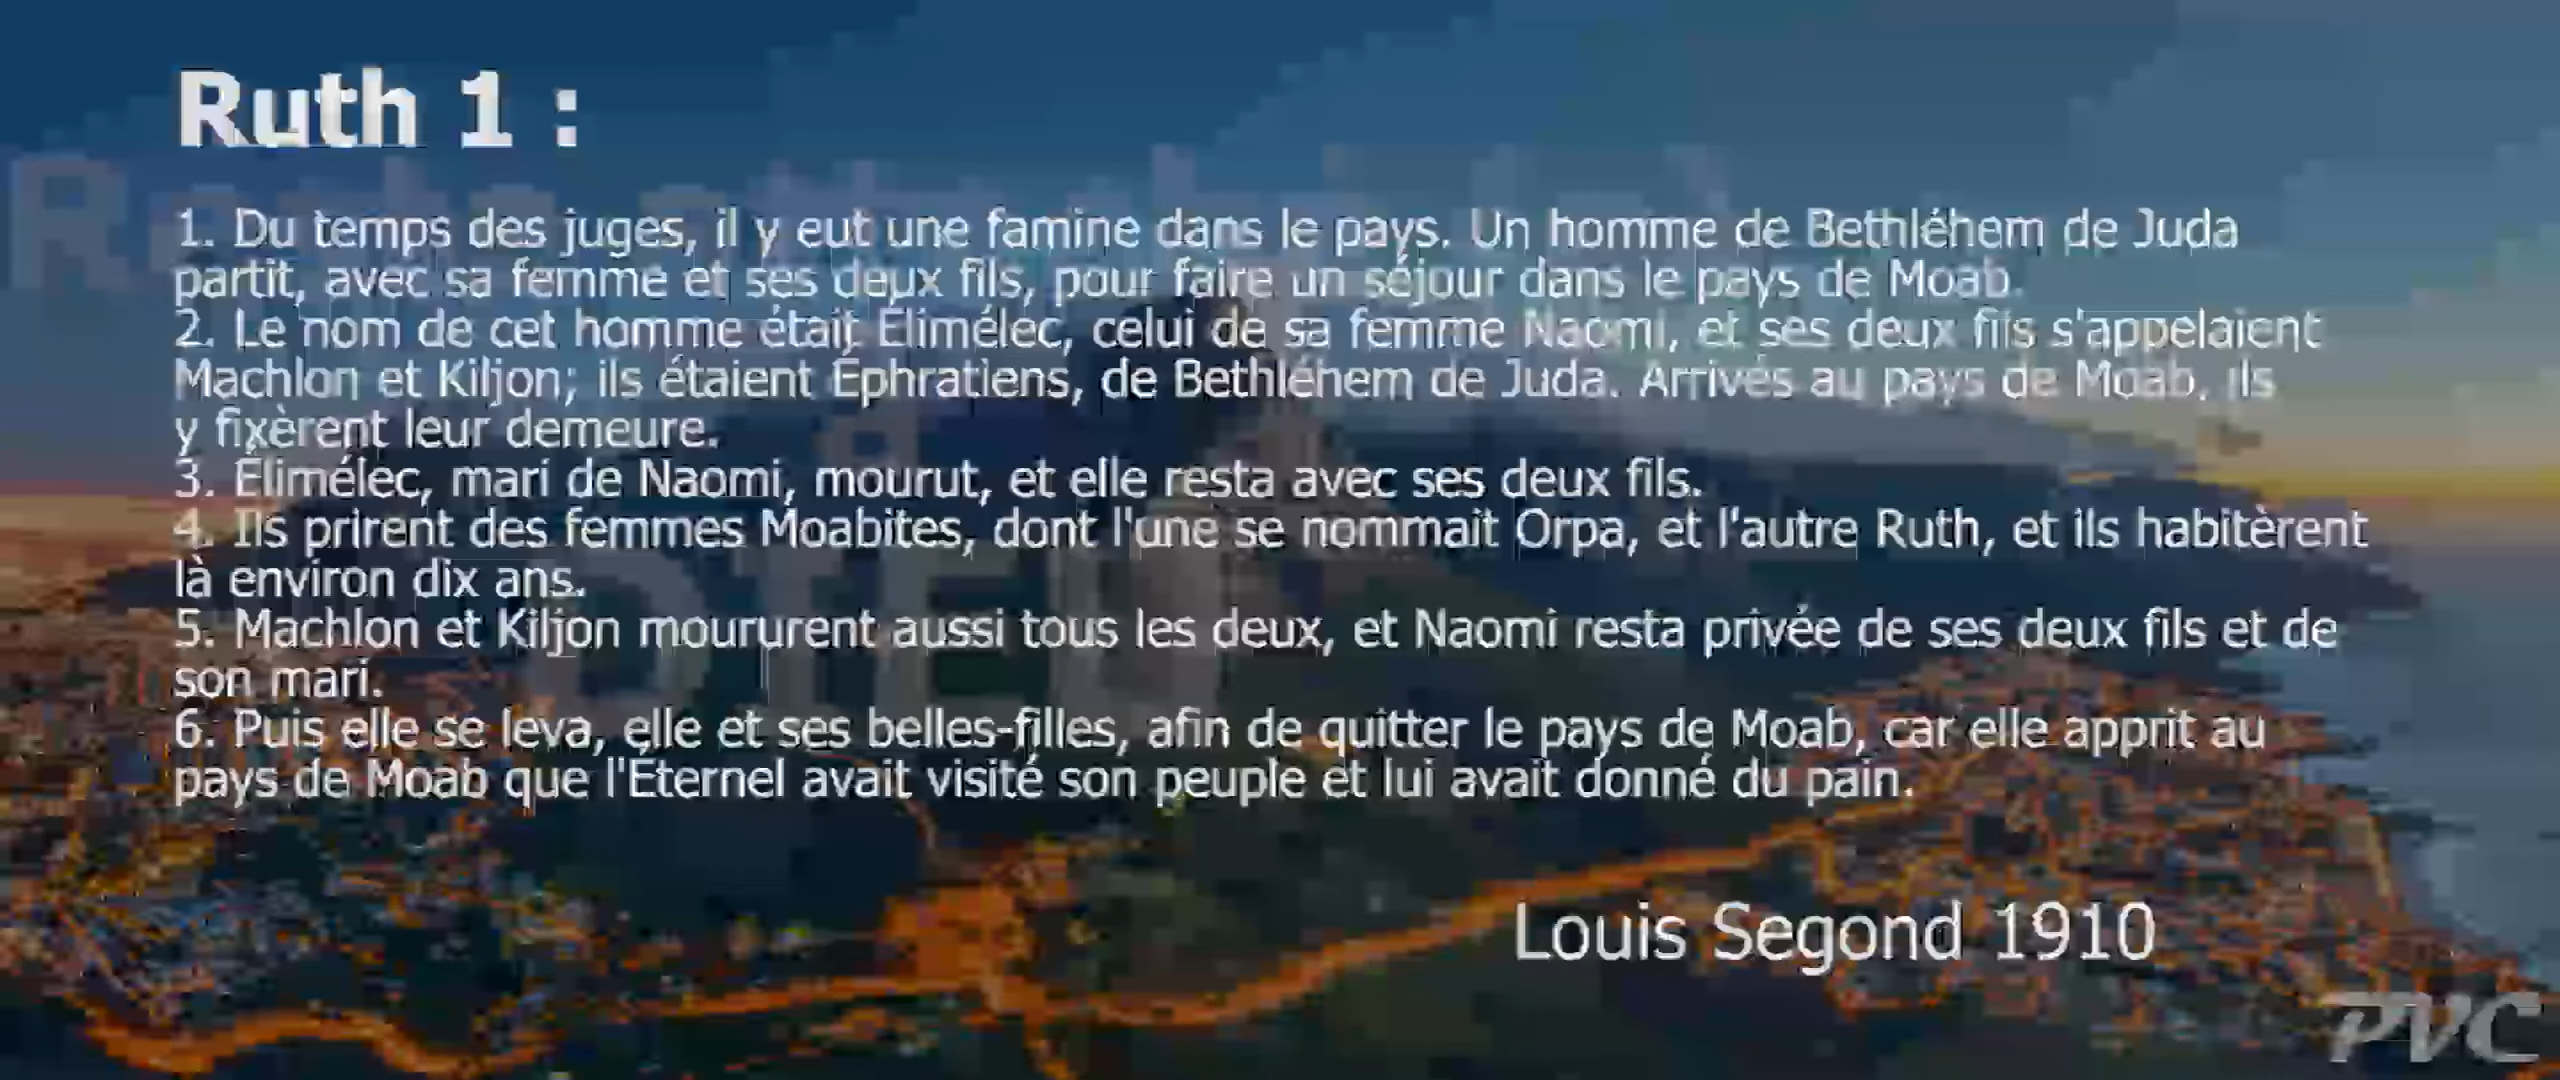 Ruth 1 :
1. Du temps des juges, il y eut une famine dans le pays. Un homme de Bethléhem de Juda
partit, avec sa femme et ses deux fils, pour faire un séjour dans le pays de Moab.
2. Le nom de cet homme était Élimélec, celui de sa femme Naomi, et ses deux fils s'appelaient
Machlon et Kiljon; ils étaient Éphratiens, de Bethléhem de Juda. Arrivés au pays de Moab, ils
y fixèrent leur demeure.
3. Élimélec, mari de Naomi, mourut, et elle resta avec ses deux fils.
4. Ils prirent des femmes Moabites, dont l'une se nommait Orpa, et l'autre Ruth, et ils habitèrent
là environ dix ans.
5. Machlon et Kiljon moururent aussi tous les deux, et Naomi resta privée de ses deux fils et de
son mari.
6. Puis elle se leva, elle et ses belles-filles, afin de quitter le pays de Moab, car elle apprit au
pays de Moab que l'Éternel avait visité son peuple et lui avait donné du pain.
Louis Segond 1910
PVC